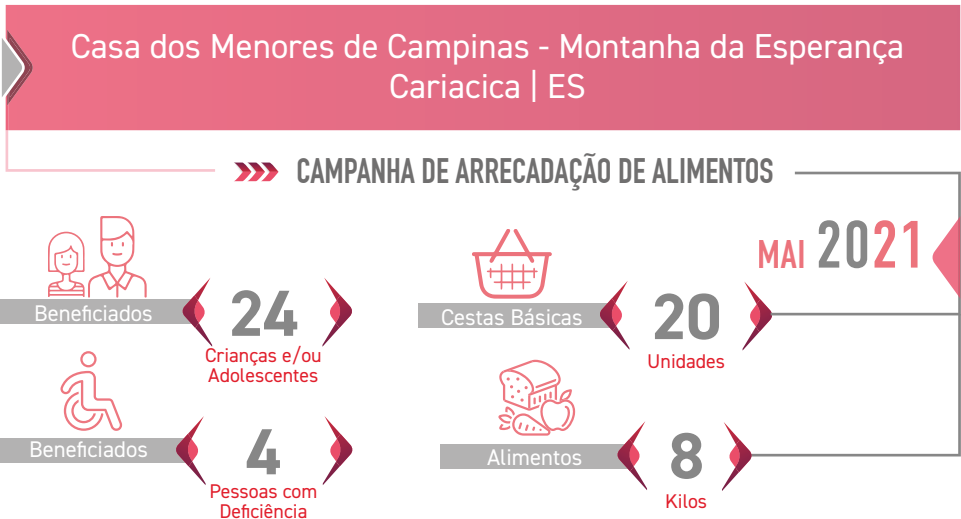 Casa dos Menores de Campinas - Montanha da Esperança
Cariacica | ES
CAMPANHA DE ARRECADAÇÃO DE ALIMENTOS
MAI 2021
Beneficiados
24
Crianças e/ou
Adolescentes
Cestas Básicas
20
Unidades
Beneficiados
4
Pessoas com
Deficiência
Alimentos
8
Kilos